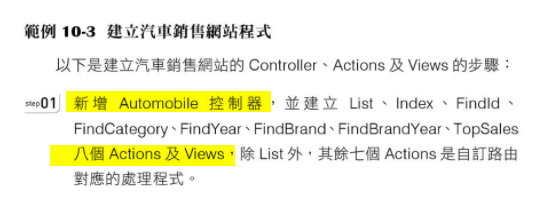 範例 10-3 建立汽車銷售網站程式
以下是建立汽車銷售網站的 Controller、Actions 及 Views 的步驟：
step01 新增 Automobile 控制器，並建立 List、Index、FindId、
FindCategory、FindYear、FindBrand、FindBrandYear、TopSales
八個 Actions 及 Views，除 List 外，其餘七個 Actions 是自訂路由
對應的處理程式。